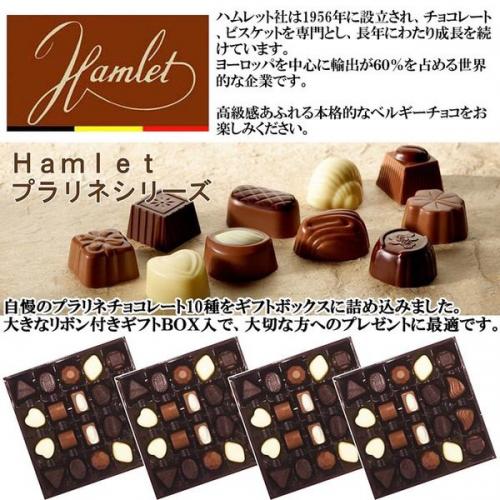 Hamlet
ハムレット社は1956年に設立され、チョコレート
、ビスケットを専門とし、長年にわたり成長を続
けています。
ヨーロッパを中心に輸出が60％を占める世界
的な企業です。
高級感あふれる本格的なベルギーチョコをお
楽しみください。
Hamlet
プラリネシリーズ
自慢のプラリネチョコレート10種をギフトボックスに詰め込みました。
大きなリボン付きギフトBOX入で、大切な方へのプレゼントに最適です。